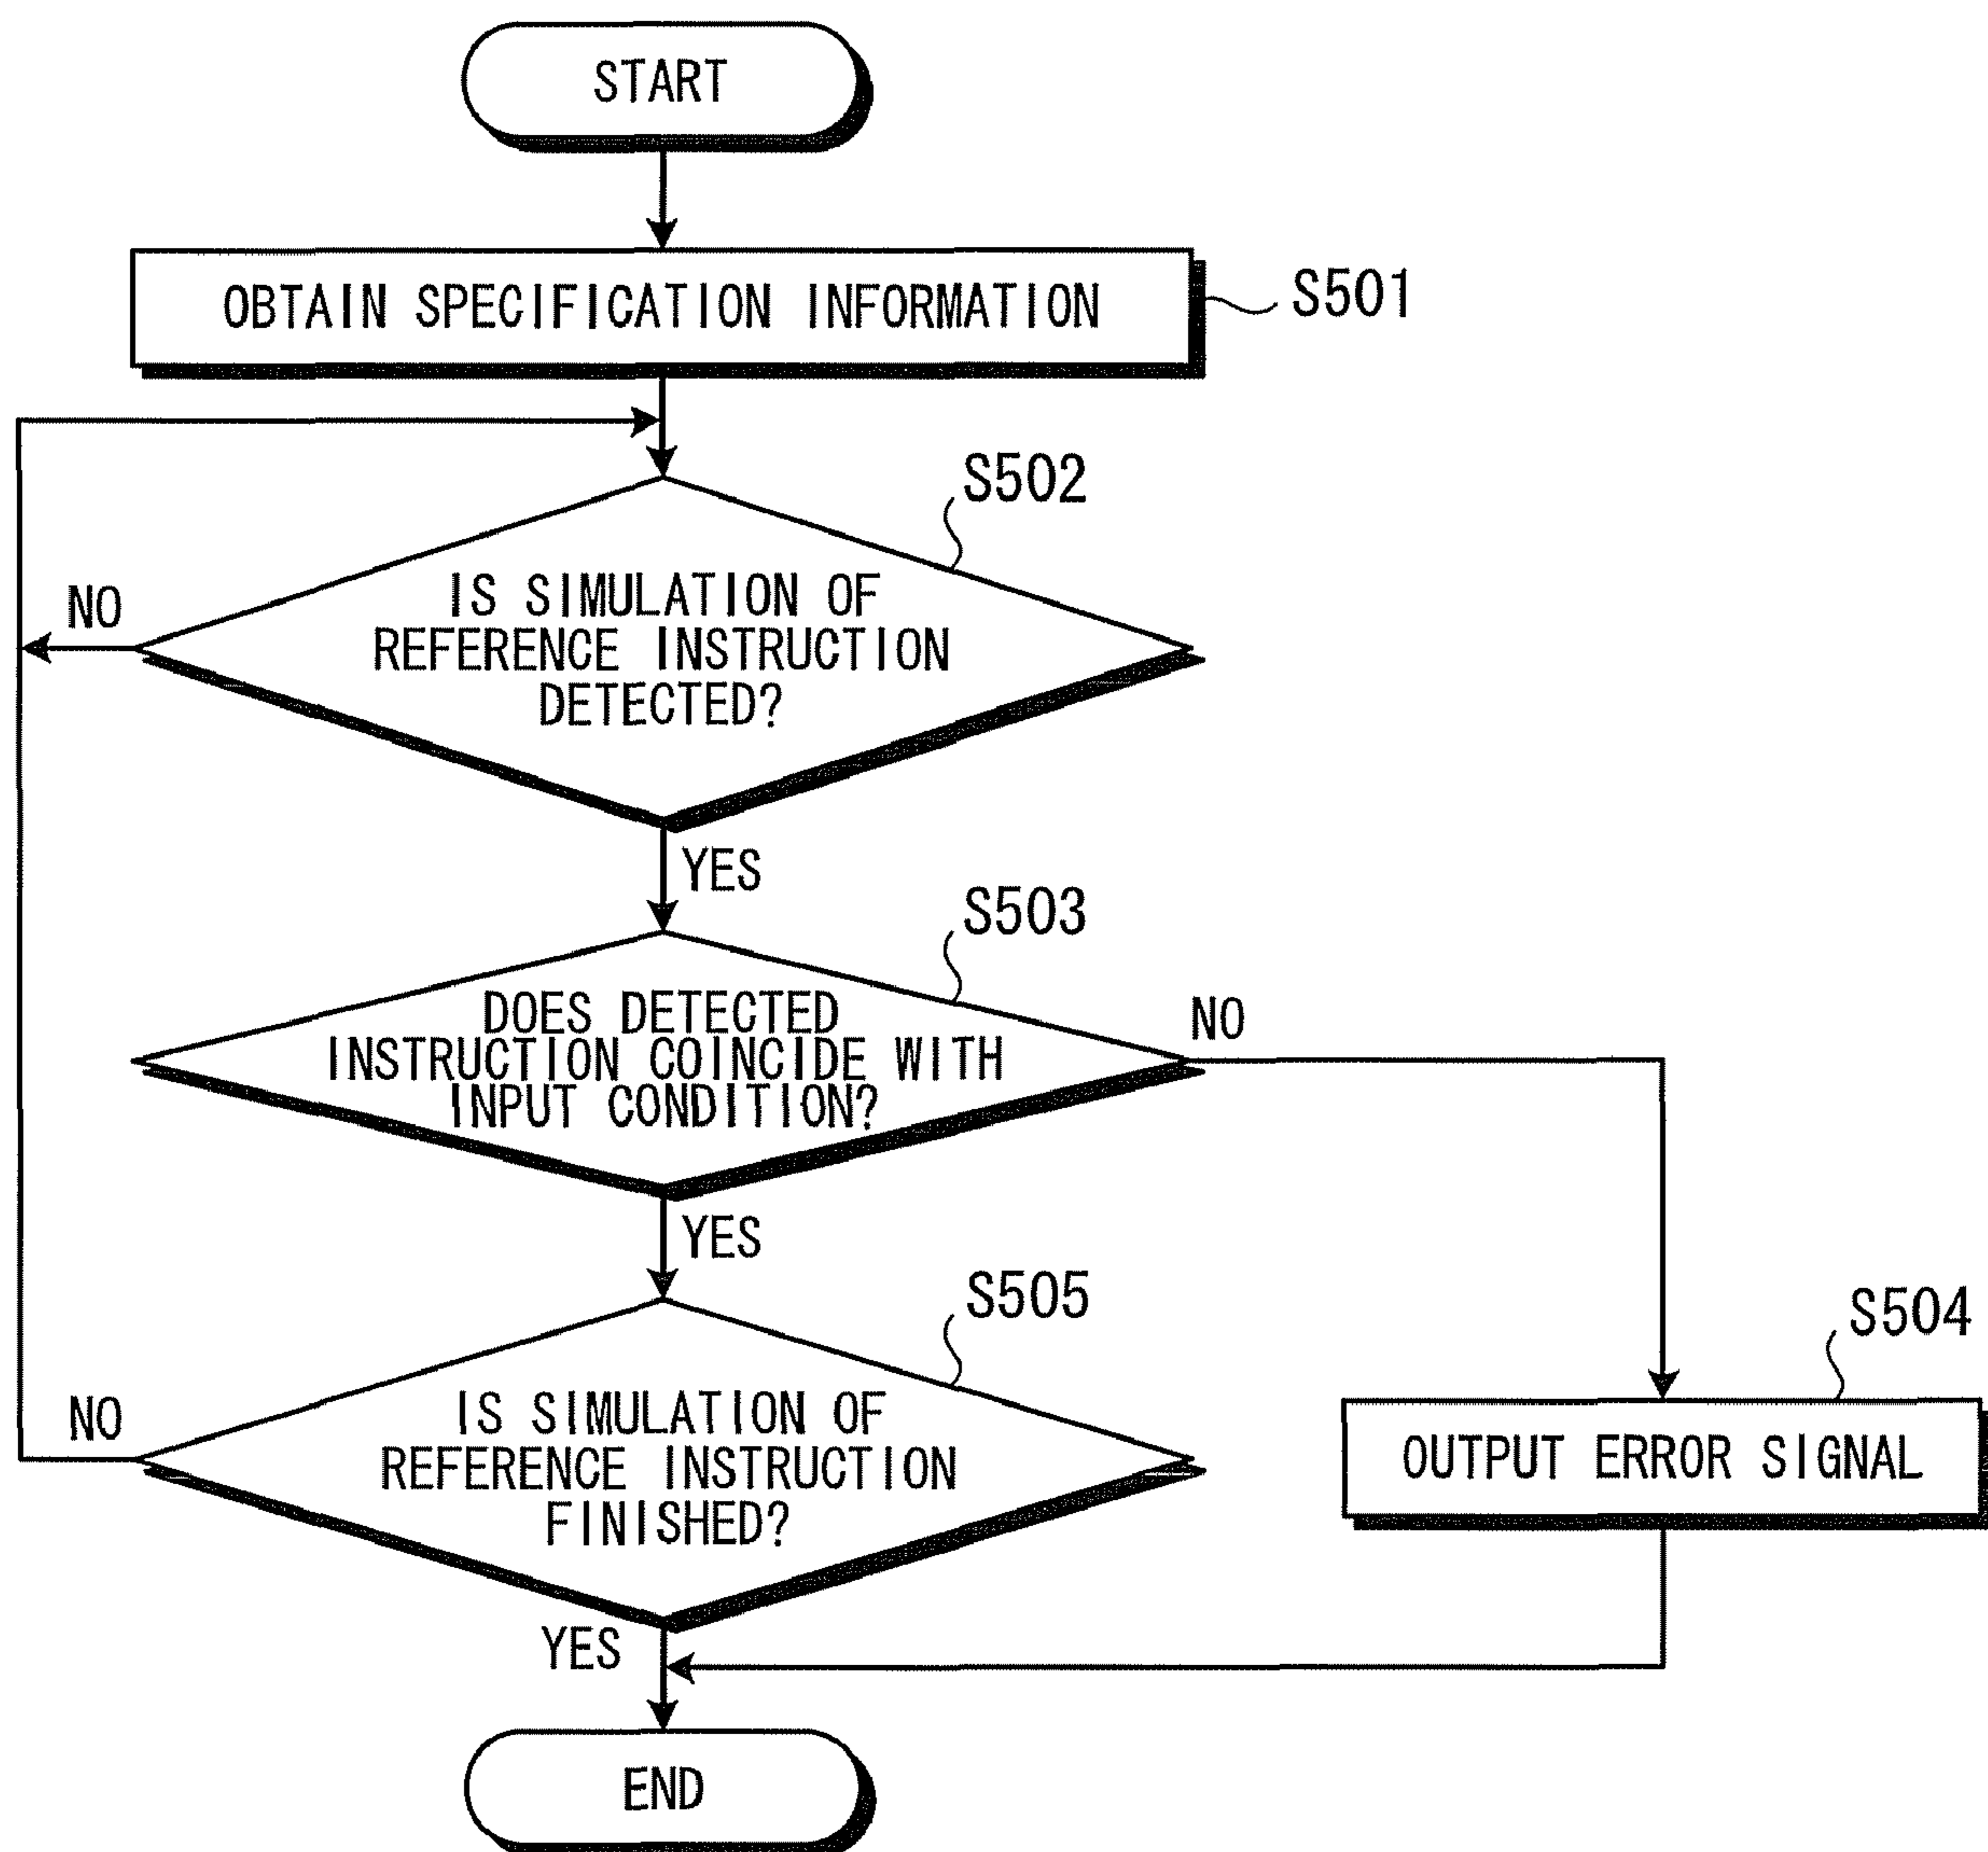 START
OBTAIN SPECIFICATION INFORMATION
S501
S502
IS SIMULATION OF
REFERENCE INSTRUCTION
DETECTED?
NO
YES
S503
DOES DETECTED
INSTRUCTION COINCIDE WITH
INPUT CONDITION?
NO
YES
S505
S504
IS SIMULATION OF
REFERENCE INSTRUCTION
FINISHED?
NO
OUTPUT ERROR SIGNAL
YES
END